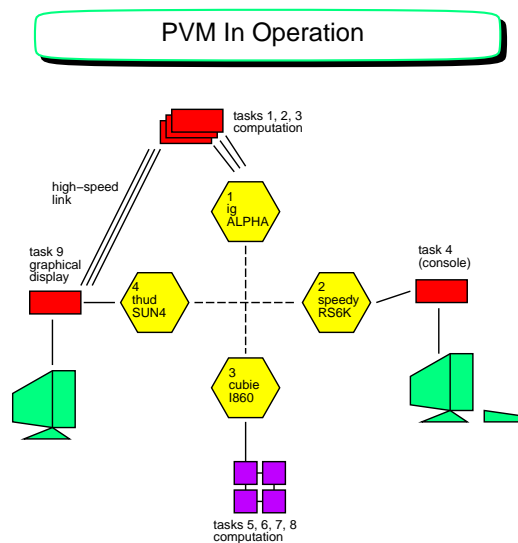 PVM In Operation
tasks 1, 2, 3
computation
high−speed
link
1
ig
ALPHA
task 9
graphical
display
task 4
(console)
4
thud
SUN4
2
speedy
RS6K
3
cubie
I860
tasks 5, 6, 7, 8
computation